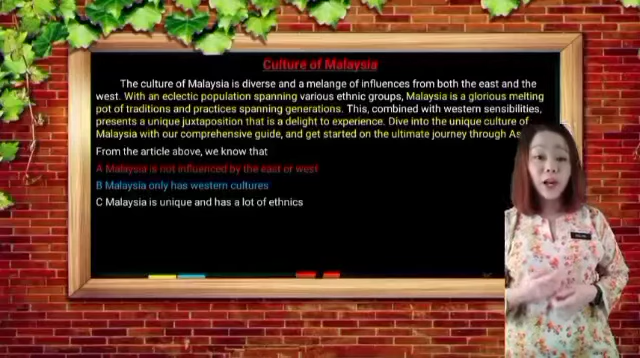 Culture of Malaysia
The culture of Malaysia is diverse and a melange of influences from both the east and the
west. With an eclectic population spanning various ethnic groups, Malaysia is a glorious melting
pot of traditions and practices spanning generations. This, combined with western sensibilities,
presents a unique juxtaposition that is a delight to experience. Dive into the unique culture of
Malaysia with our comprehensive guide, and get started on the ultimate journey through
From the article above, we know that
A Malaysia is not influenced by the east or west
B Malaysia only has western cultures
C Malaysia is unique and has a lot of ethnics